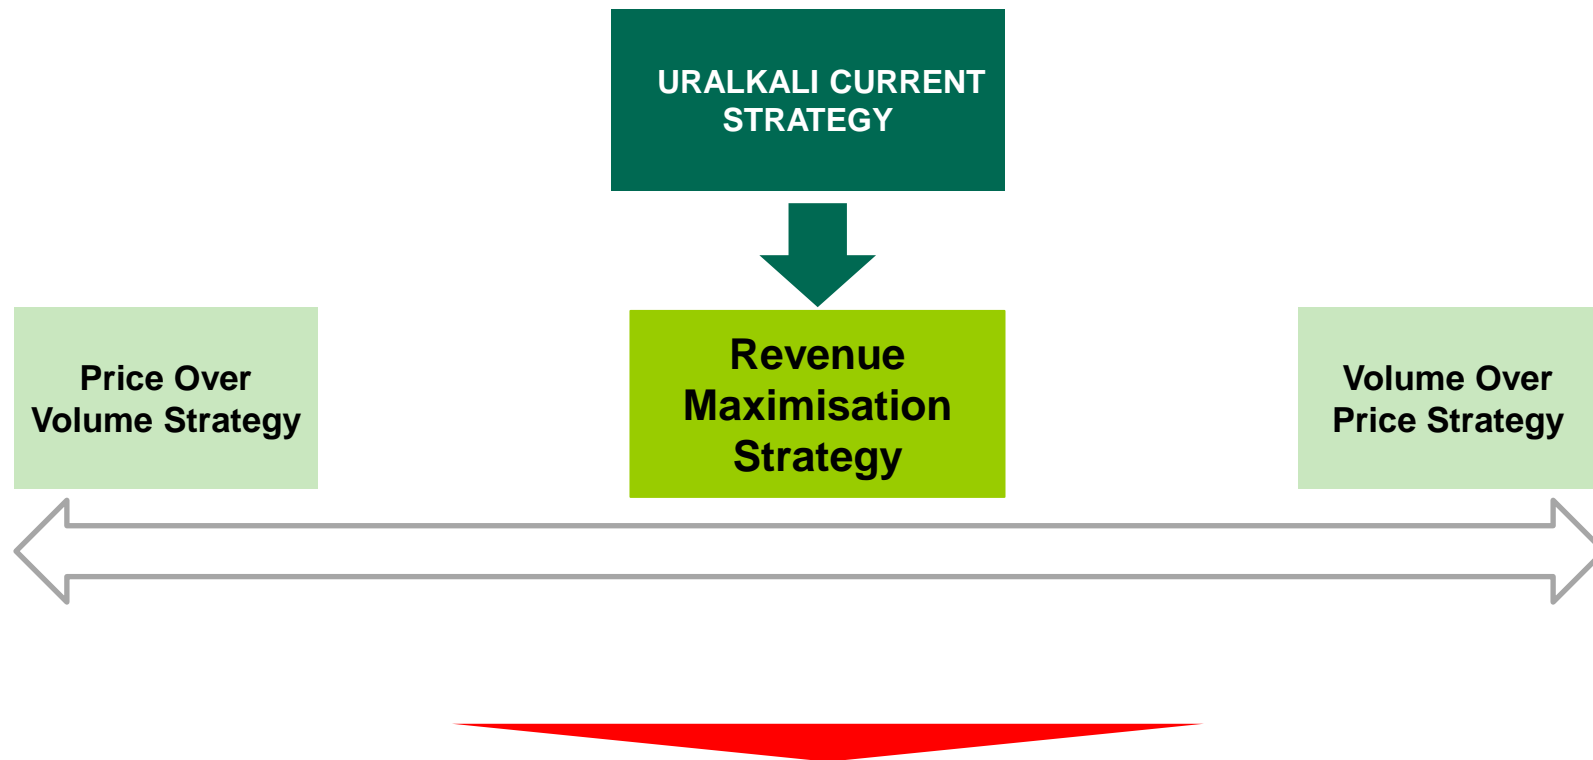 URALKALI CURRENT
STRATEGY
Price Over
Volume Strategy
Revenue
Maximisation
Strategy
Volume Over
Price Strategy